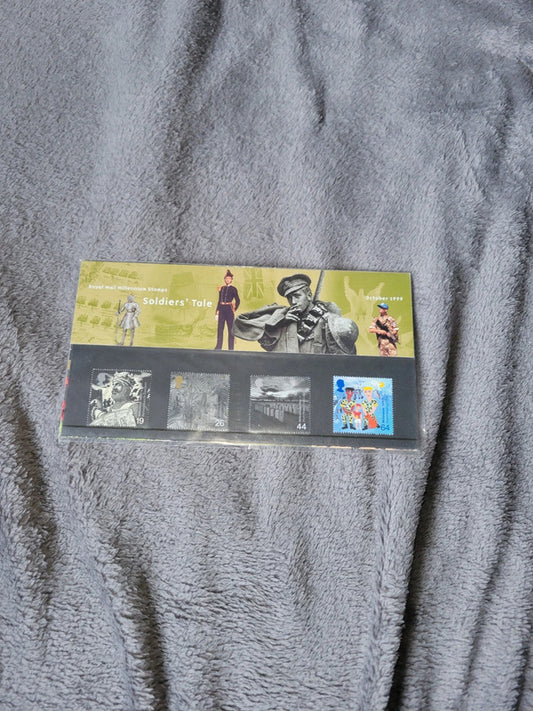 Royal Mail Millennium Stamps
Soldiers' Tale
October 1999
19
26
44
64